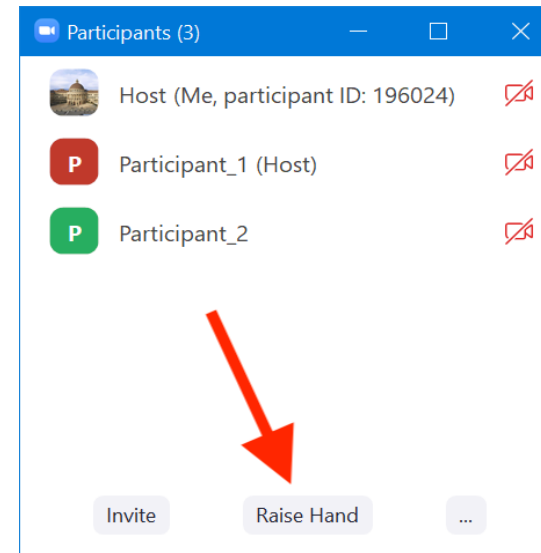 Participants (3)
Host (Me, participant ID: 196024)
P
Participant_1 (Host)
P
Participant_2
Invite
Raise Hand
...